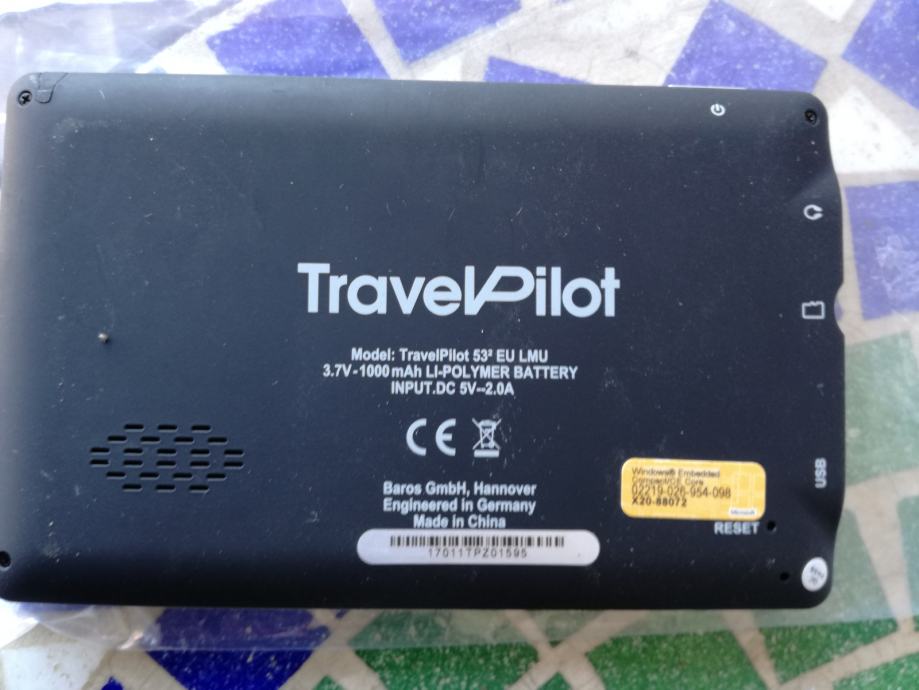 TravelPilot
Model: TravelPilot 53² EU LMU
3.7V-1000mAh LI-POLYMER BATTERY
INPUT.DC 5V--2.0A
CE
Baros GmbH, Hannover
Engineered in Germany
Made in China
17011TPZ01595
Windows® Embedded
Compact/CE Core
02219-026-954-098
X20-88072
Microsoft
USB
RESET